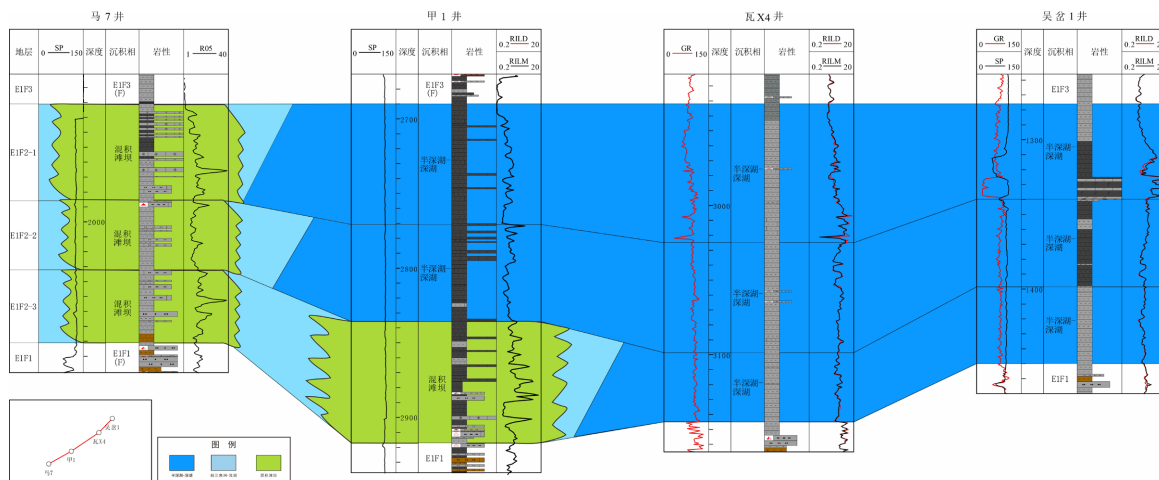 马7井
地层
SP
0 150
深度
沉积相
岩性
R05
1 40
E1F3
E1F3
(F)
E1F2-1
混积
滩坝
E1F2-2
2000
混积
滩坝
E1F2-3
混积
滩坝
E1F1
E1F1
(F)
甲1井
SP
0 150
深度
沉积相
岩性
RILD
0.2 20
RILM
0.2 20
E1F3
(F)
2700
半深湖-
深湖
2800
半深湖-
深湖
混积
滩坝
2900
E1F1
瓦X4井
GR
0 150
深度
沉积相
岩性
RILD
0.2 20
RILM
0.2 20
半深湖-
深湖
3000
半深湖-
深湖
3100
半深湖-
深湖
吴岔1井
GR
0 150
SP
0 150
深度
沉积相
岩性
RILD
0.2 20
RILM
0.2 20
E1F3
1300
半深湖-
深湖
半深湖-
深湖
1400
半深湖-
深湖
E1F1
吴岔1
瓦X4
甲1
马7
图例